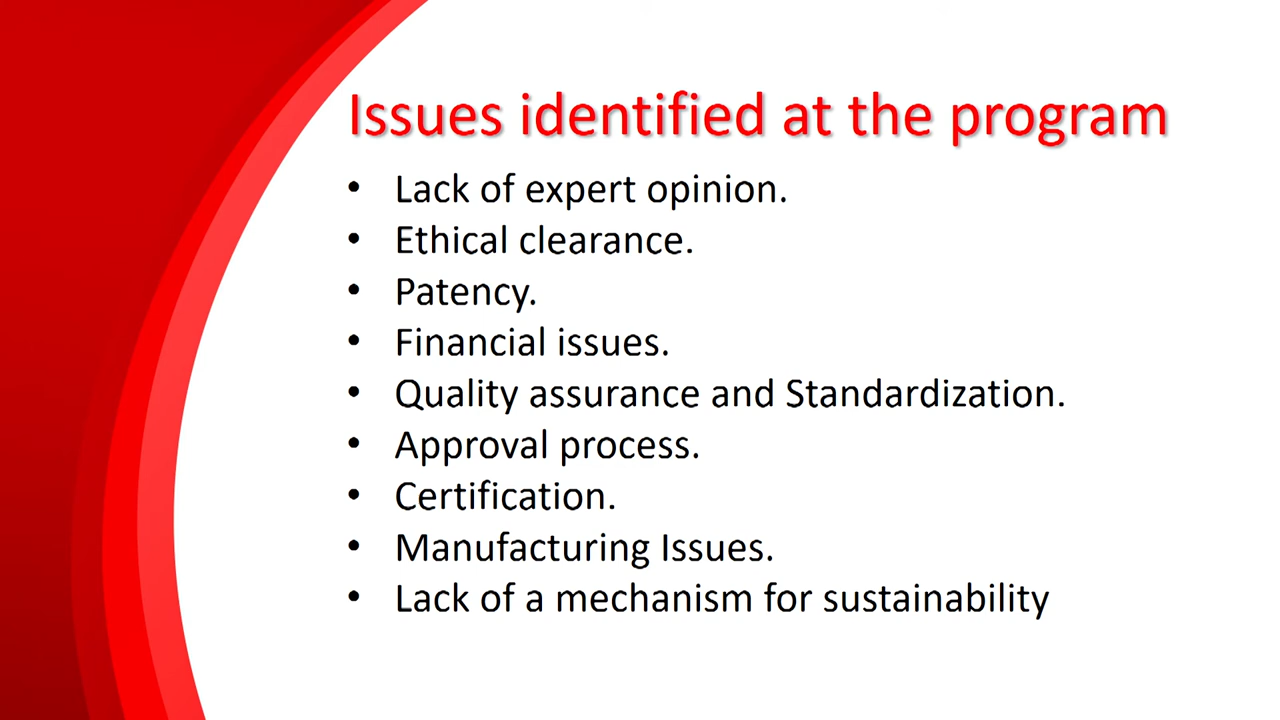 Issues identified at the program
• Lack of expert opinion.
• Ethical clearance.
• Patency.
• Financial issues.
• Quality assurance and Standardization.
• Approval process.
• Certification.
• Manufacturing Issues.
• Lack of a mechanism for sustainability